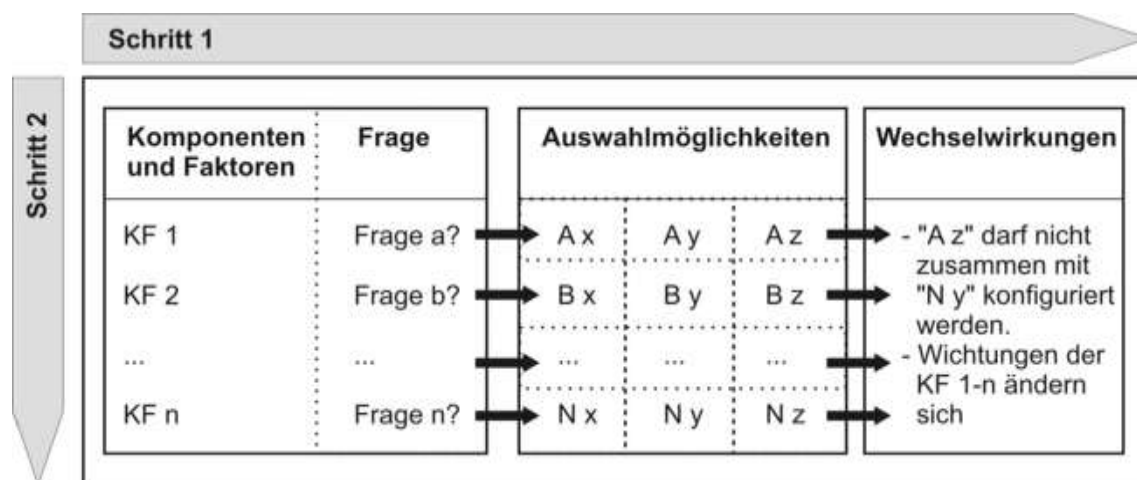 Schritt 1
Schritt 2
Komponenten und Faktoren
Frage
Auswahlmöglichkeiten
Wechselwirkungen
KF 1
Frage a?
A x
A y
A z
KF 2
Frage b?
B x
B y
B z
...
...
...
...
...
KF n
Frage n?
N x
N y
N z
- "A z" darf nicht
zusammen mit
"N y" konfiguriert
werden.
- Wichtungen der
KF 1-n ändern
sich